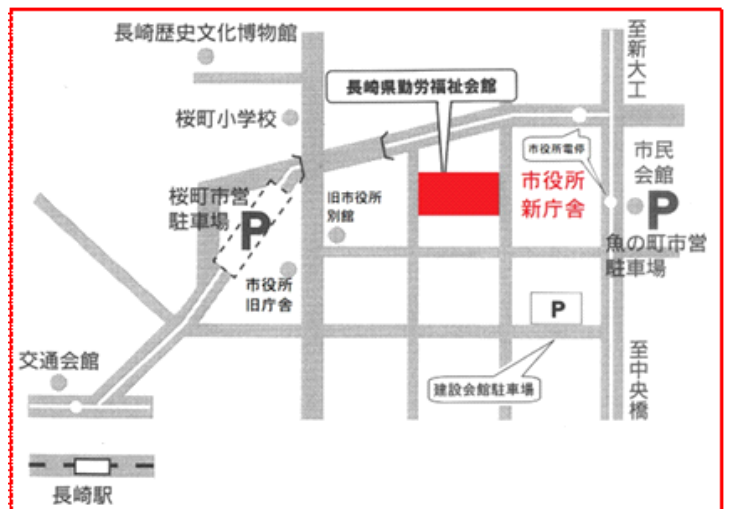 長崎歴史文化博物館
至新大工
長崎県勤労福祉会館
桜町小学校
市役所電停
市民
会館
P
桜町市営
駐車場
P
旧市役所
別館
市役所
新庁舎
魚の町市営
駐車場
市役所
旧庁舎
P
交通会館
建設会館駐車場
至中央橋
長崎駅